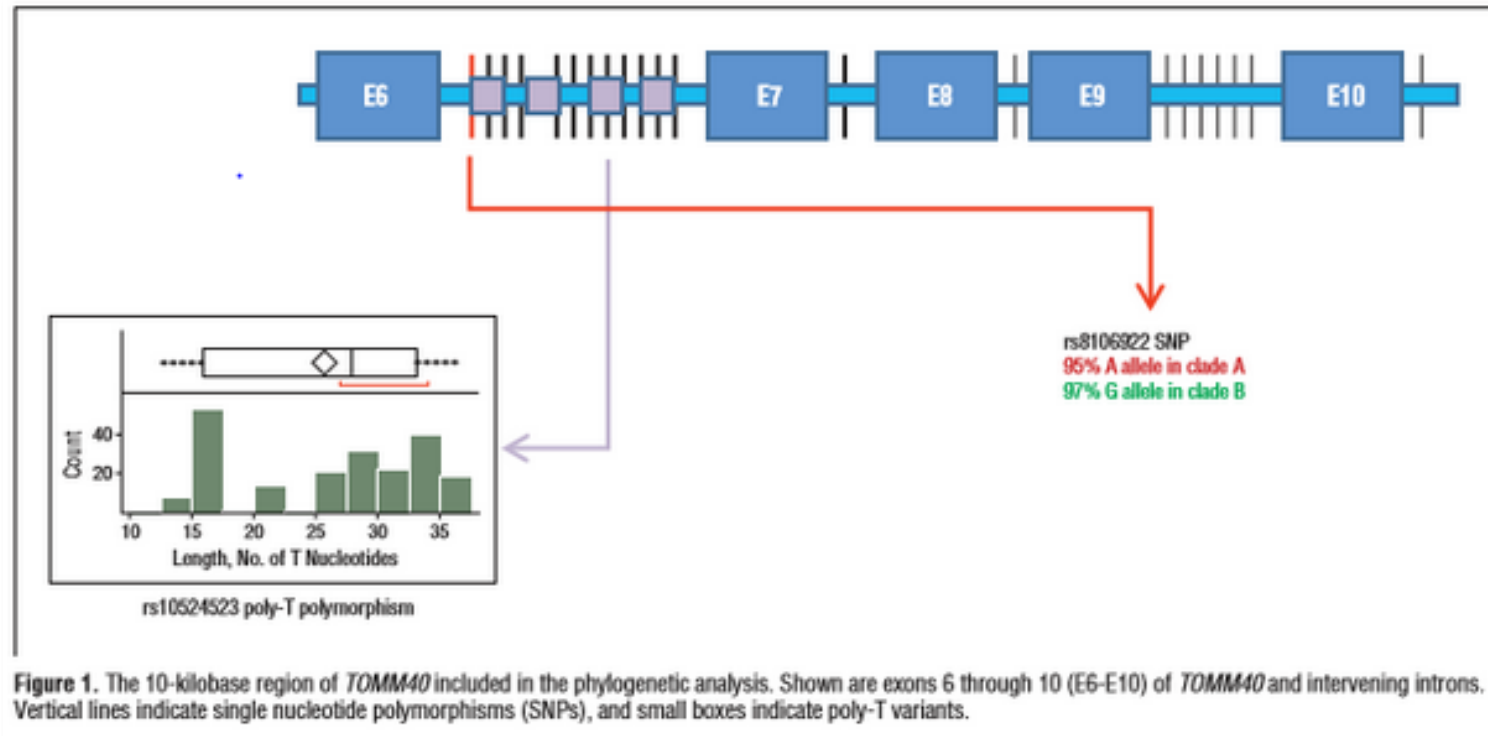 E6
E7
E8
E9
E10
rs8106922 SNP
95% A allele in clade A
97% G allele in clade B
Count
40
20
10 15 20 25 30 35
Length, No. of T Nucleotides
rs10524523 poly-T polymorphism
Figure 1. The 10-kilobase region of TOMM40 included in the phylogenetic analysis. Shown are exons 6 through 10 (E6-E10) of TOMM40 and intervening introns.
Vertical lines indicate single nucleotide polymorphisms (SNPs), and small boxes indicate poly-T variants.